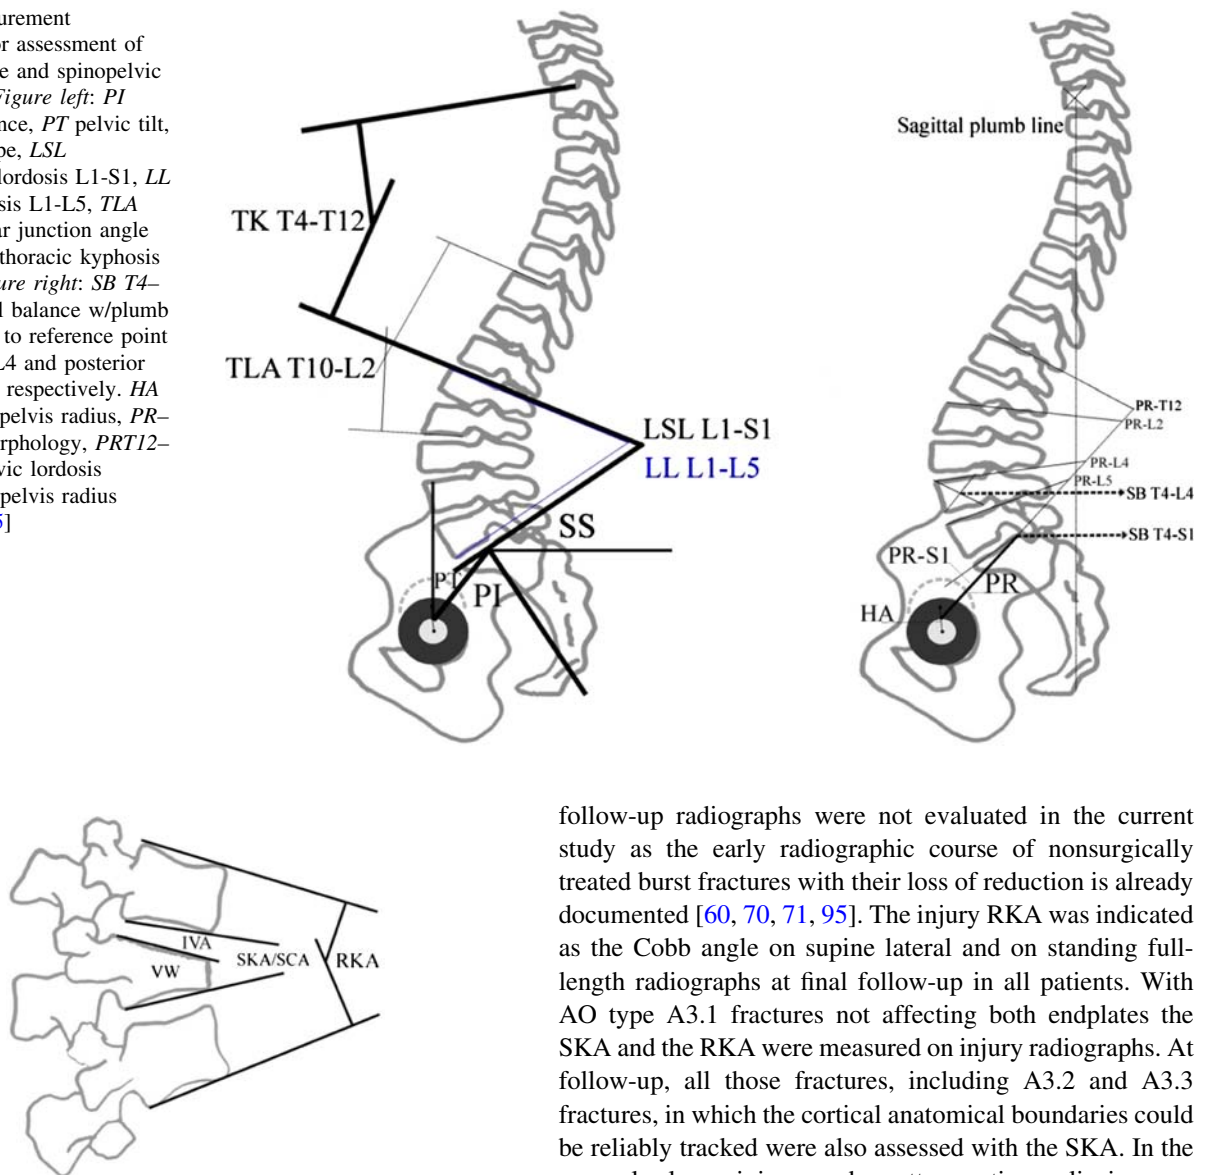 urement
or assessment of
e and spinopelvic
Figure left: PI
nce, PT pelvic tilt,
pe, LSL
lordosis L1-S1, LL
sis L1-L5, TLA
ar junction angle
thoracic kyphosis
ure right: SB T4–
l balance w/plumb
to reference point
L4 and posterior
respectively. HA
pelvis radius, PR–
orphology, PRT12–
vic lordosis
pelvis radius
5]
TK T4-T12
TLA T10-L2
LSL L1-S1
LL L1-L5
SS
PT
PI
Sagittal plumb line
PR-T12
PR-L2
PR-L4
PR-L5
SB T4-L4
SB T4-S1
PR-S1
PR
HA
IVA
VW
SKA/SCA
RKA
follow-up radiographs were not evaluated in the current
study as the early radiographic course of nonsurgically
treated burst fractures with their loss of reduction is already
documented [60, 70, 71, 95]. The injury RKA was indicated
as the Cobb angle on supine lateral and on standing full-
length radiographs at final follow-up in all patients. With
AO type A3.1 fractures not affecting both endplates the
SKA and the RKA were measured on injury radiographs. At
follow-up, all those fractures, including A3.2 and A3.3
fractures, in which the cortical anatomical boundaries could
be reliably tracked were also assessed with the SKA. In the